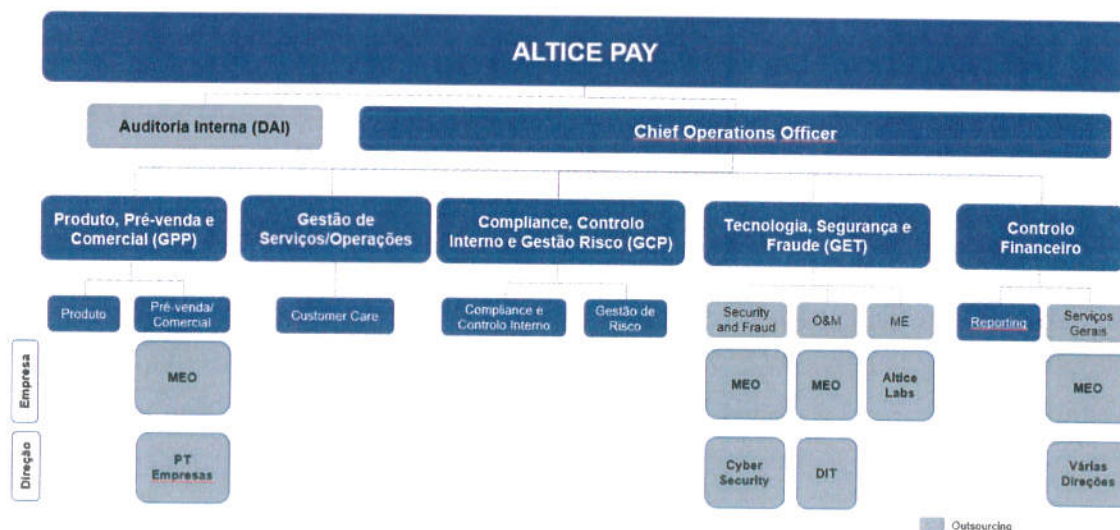 ALTICE PAY
Auditoria Interna (DAI)
Chief Operations Officer
Produto, Pré-venda e
Comercial (GPP)
Gestão de
Serviços/Operações
Compliance, Controlo
Interno e Gestão Risco (GCP)
Tecnologia, Segurança e
Fraude (GET)
Controlo
Financeiro
Produto
Pré-venda/
Comercial
Customer Care
Compliance e
Controlo Interno
Gestão de
Risco
Security
and Fraud
O&M
ME
Reporting
Serviços
Gerais
Empresa
MEO
MEO
MEO
Altice
Labs
MEO
Direção
PT
Empresas
Cyber
Security
DIT
Várias
Direções
Outsourcing